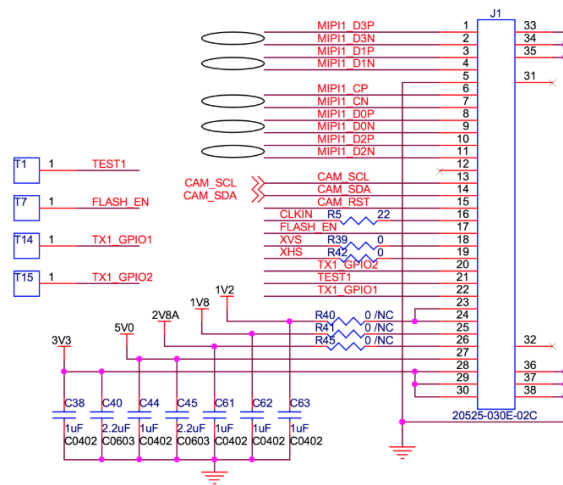 J1
MIPI1_D3P 1 33
MIPI1_D3N 2 34
MIPI1_D1P 3 35
MIPI1_D1N 4
5 31
MIPI1_CP 6
MIPI1_CN 7
MIPI1_D0P 8
MIPI1_D0N 9
MIPI1_D2P 10
MIPI1_D2N 11
12
CAM_SCL CAM_SCL 13
CAM_SDA CAM_SDA 14
CAM_RST 15
CLKIN R5 22 16
FLASH_EN 17
XVS R39 0 18
XHS R42 0 19
TX1_GPIO2 20
TEST1 21
TX1_GPIO1 22
23
R40 0 /NC 24
R41 0 /NC 25
R45 0 /NC 26 32
27
28 36
29 37
30 38
20525-030E-02C
T1 1 TEST1
T7 1 FLASH_EN
T14 1 TX1_GPIO1
T15 1 TX1_GPIO2
1V2
1V8
2V8A
5V0
3V3
C38 C40 C44 C45 C61 C62 C63
1uF 2.2uF 1uF 2.2uF 1uF 1uF 1uF
C0402 C0603 C0402 C0603 C0402 C0402 C0402